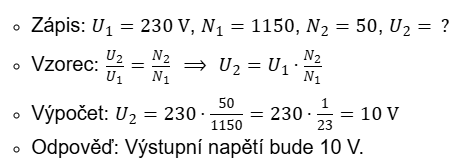 ◦ Zápis: U₁ = 230 V, N₁ = 1150, N₂ = 50, U₂ = ?
◦ Vzorec: U₂/U₁ = N₂/N₁ ⟹ U₂ = U₁ · N₂/N₁
◦ Výpočet: U₂ = 230 · 50/1150 = 230 · 1/23 = 10 V
◦ Odpověď: Výstupní napětí bude 10 V.